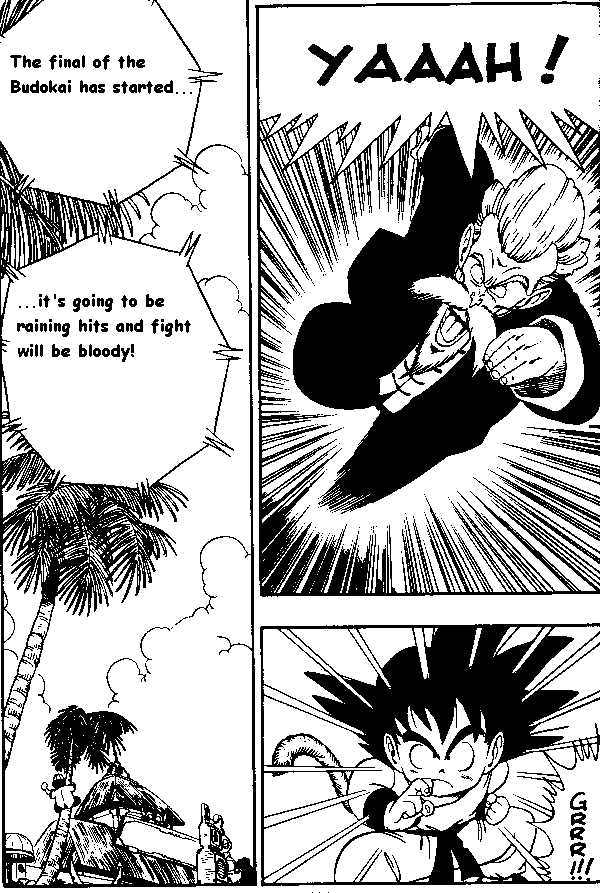 The final of the
Budokai has started...
...it's going to be
raining hits and fight
will be bloody!
YAAAH!
GRRR!!!